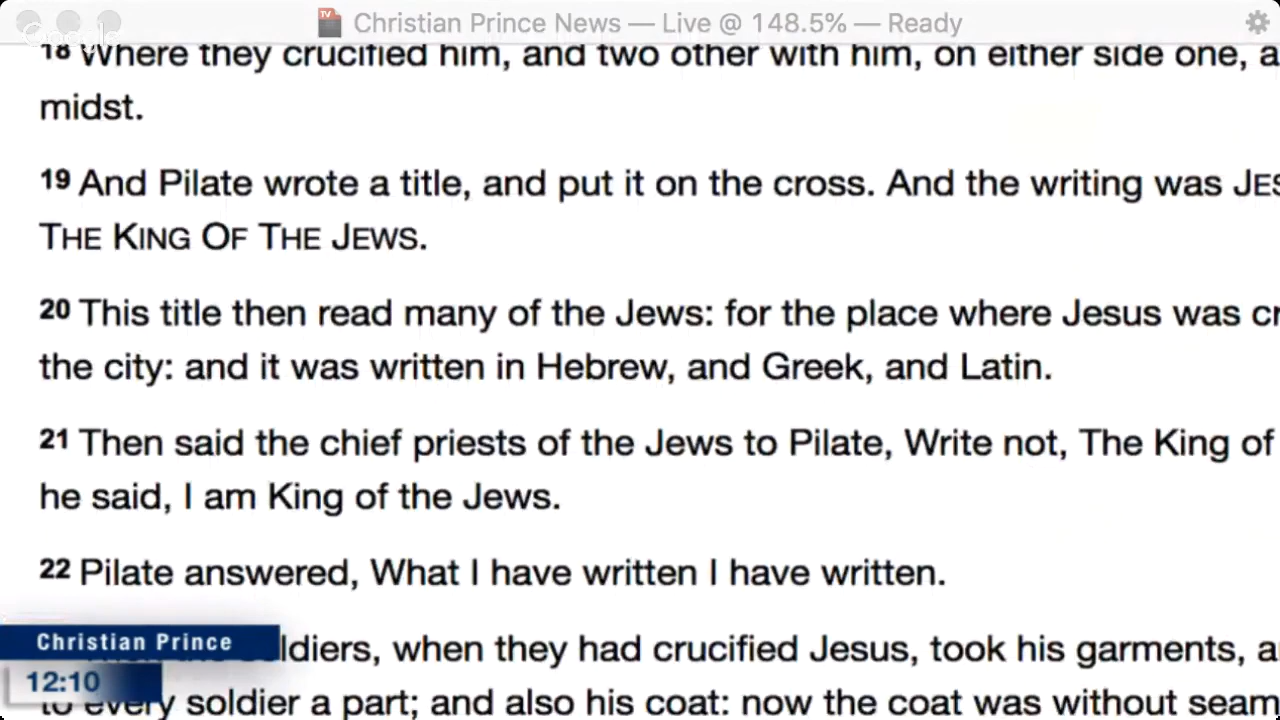 Christian Prince News — Live @ 148.5% — Ready
Google
18 Where they crucified him, and two other with him, on either side one, a
midst.
19 And Pilate wrote a title, and put it on the cross. And the writing was JES
THE KING OF THE JEWS.
20 This title then read many of the Jews: for the place where Jesus was cr
the city: and it was written in Hebrew, and Greek, and Latin.
21 Then said the chief priests of the Jews to Pilate, Write not, The King of
he said, I am King of the Jews.
22 Pilate answered, What I have written I have written.
Christian Prince
ldiers, when they had crucified Jesus, took his garments, a
12:10
to every soldier a part; and also his coat: now the coat was without seam